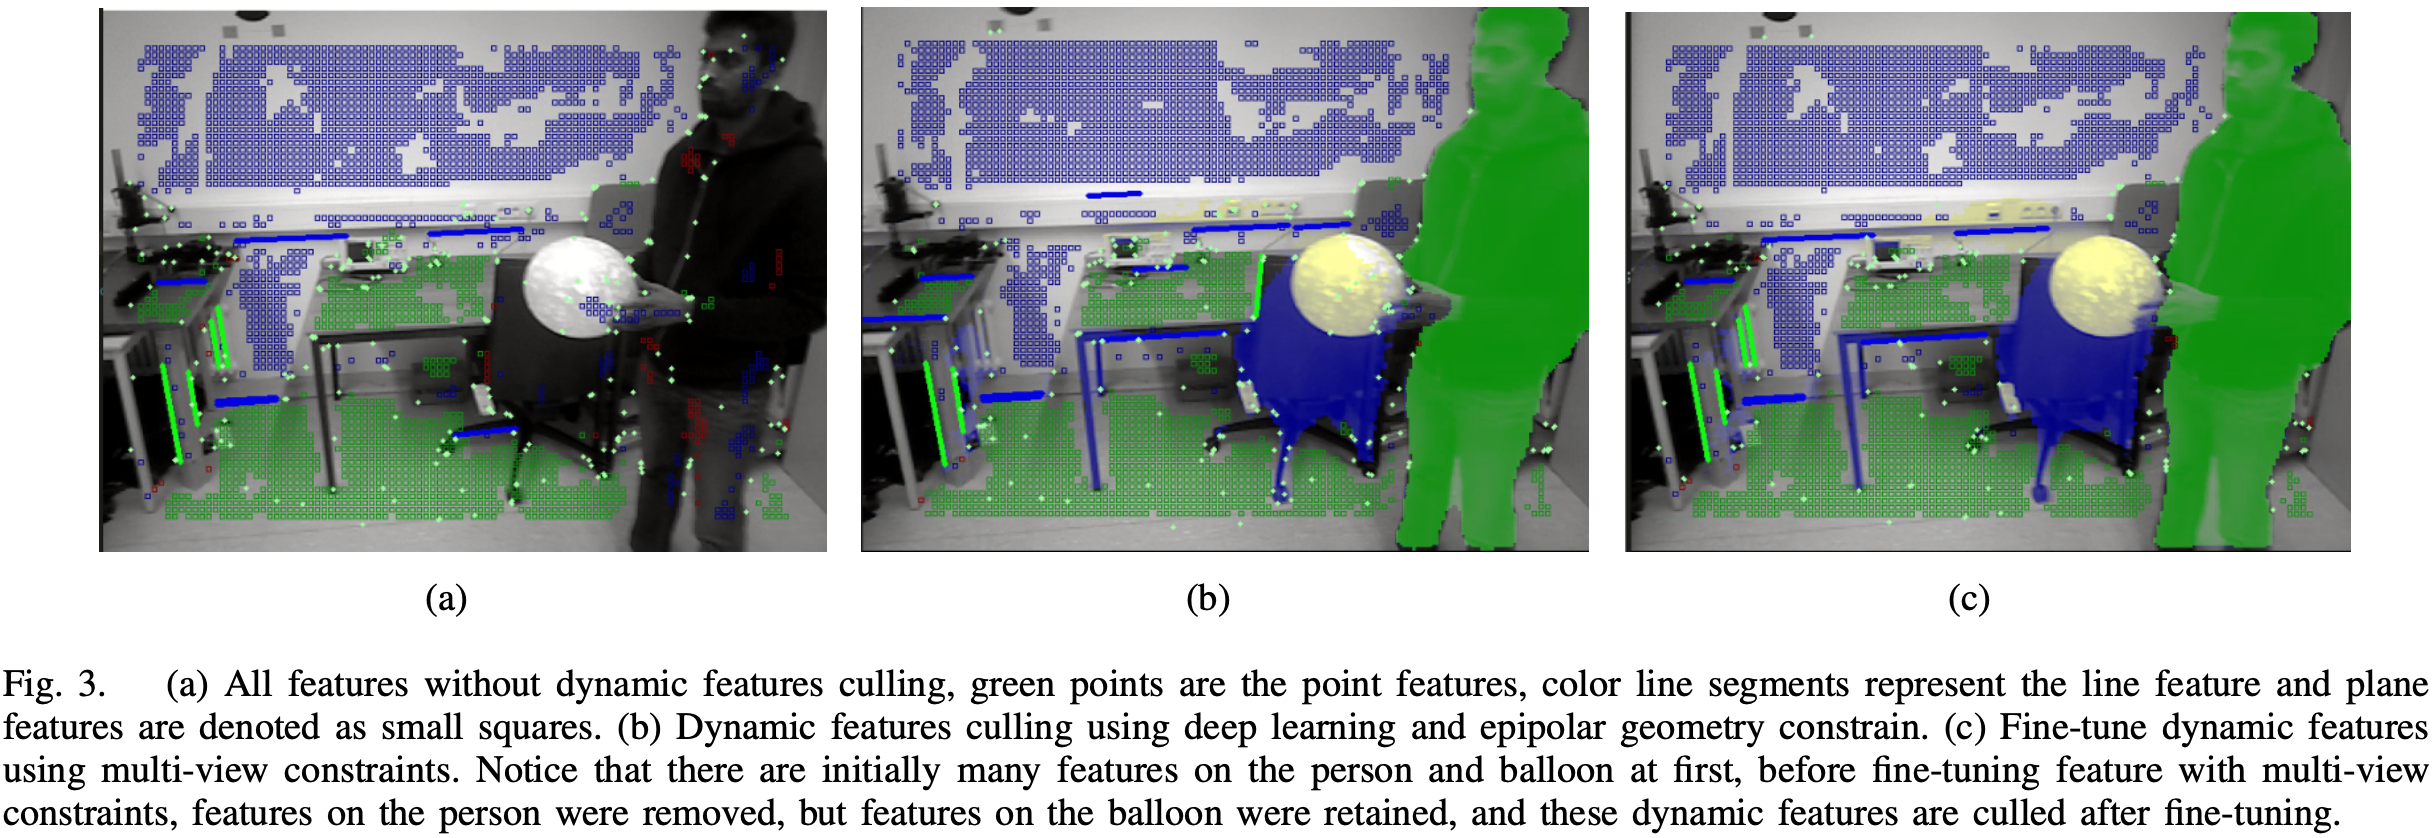 (a)
(b)
(c)
Fig. 3. (a) All features without dynamic features culling, green points are the point features, color line segments represent the line feature and plane
features are denoted as small squares. (b) Dynamic features culling using deep learning and epipolar geometry constrain. (c) Fine-tune dynamic features
using multi-view constraints. Notice that there are initially many features on the person and balloon at first, before fine-tuning feature with multi-view
constraints, features on the person were removed, but features on the balloon were retained, and these dynamic features are culled after fine-tuning.